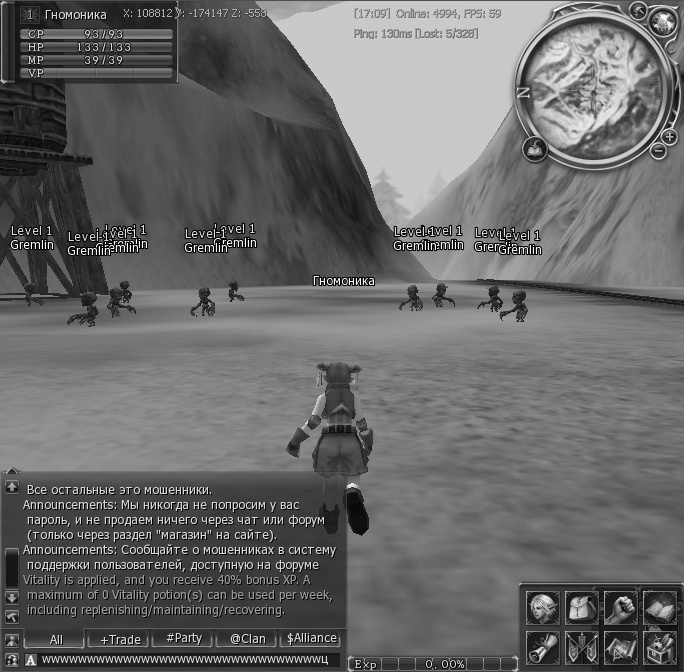 1 Гномоника
X: 108812 Y: -174147 Z: -558
[17:09] Online: 4994, FPS: 59
Ping: 130ms [Lost: 5/328]
CP 93/93
HP 133/133
MP 39/39
VP
N
Level 1
Gremlin
Level 1
Gremlin
Level 1
Gremlin
Level 1
Gremlin
Level 1
Gremlin
Level 1
Gremlin
Level 1
Gremlin
Level 1
Gremlin
Level 1
Gremlin
Гномоника
Все остальные это мошенники.
Announcements: Мы никогда не попросим у вас
пароль, и не продаем ничего через чат или форум
(только через раздел "магазин" на сайте).
Announcements: Сообщайте о мошенниках в систему
поддержки пользователей, доступную на форуме
Vitality is applied, and you receive 40% bonus XP. A
maximum of 0 Vitality potion(s) can be used per week,
including replenishing/maintaining/recovering.
All +Trade #Party @Clan $Alliance
A wwwwwwwwwwwwwwwwwwwwwwwwwwwwwwц
Exp 0.00%